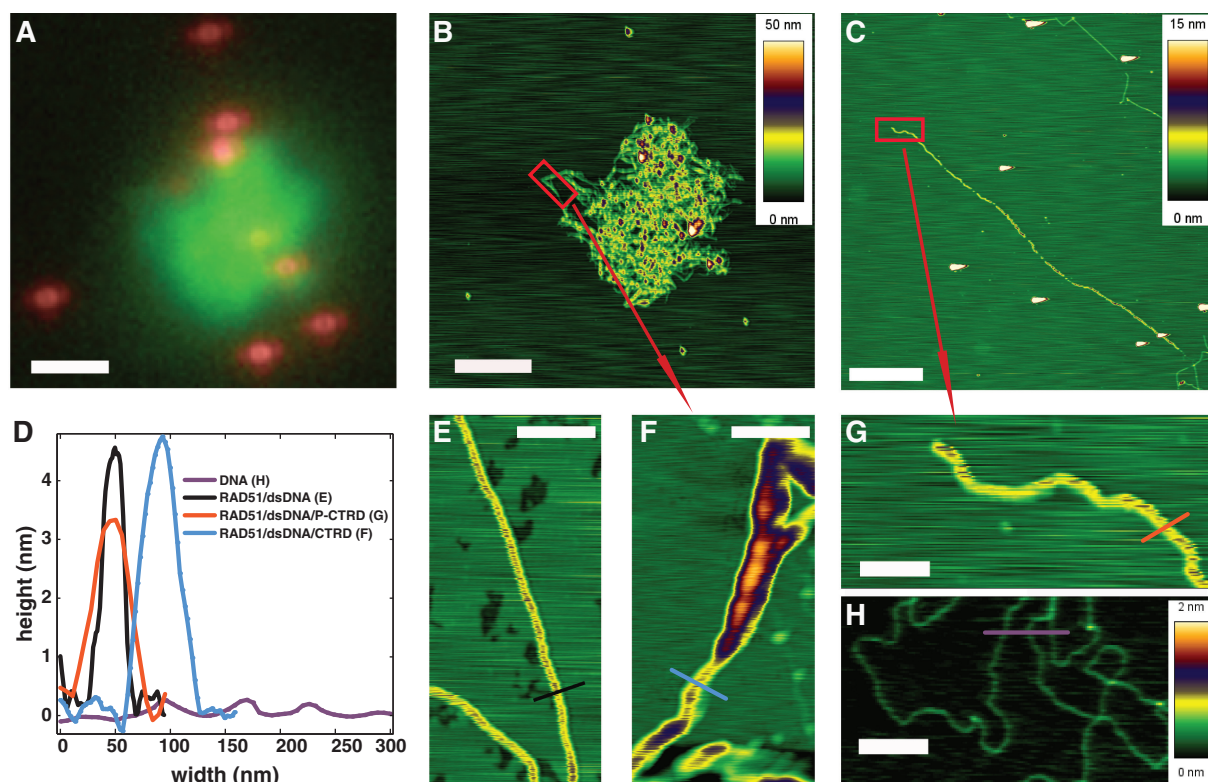 A
B
50 nm
0 nm
C
15 nm
0 nm
D
height (nm)
4
3
2
1
0
DNA (H)
RAD51/dsDNA (E)
RAD51/dsDNA/P-CTRD (G)
RAD51/dsDNA/CTRD (F)
0 50 100 150 200 250 300
width (nm)
E
F
G
H
2 nm
0 nm